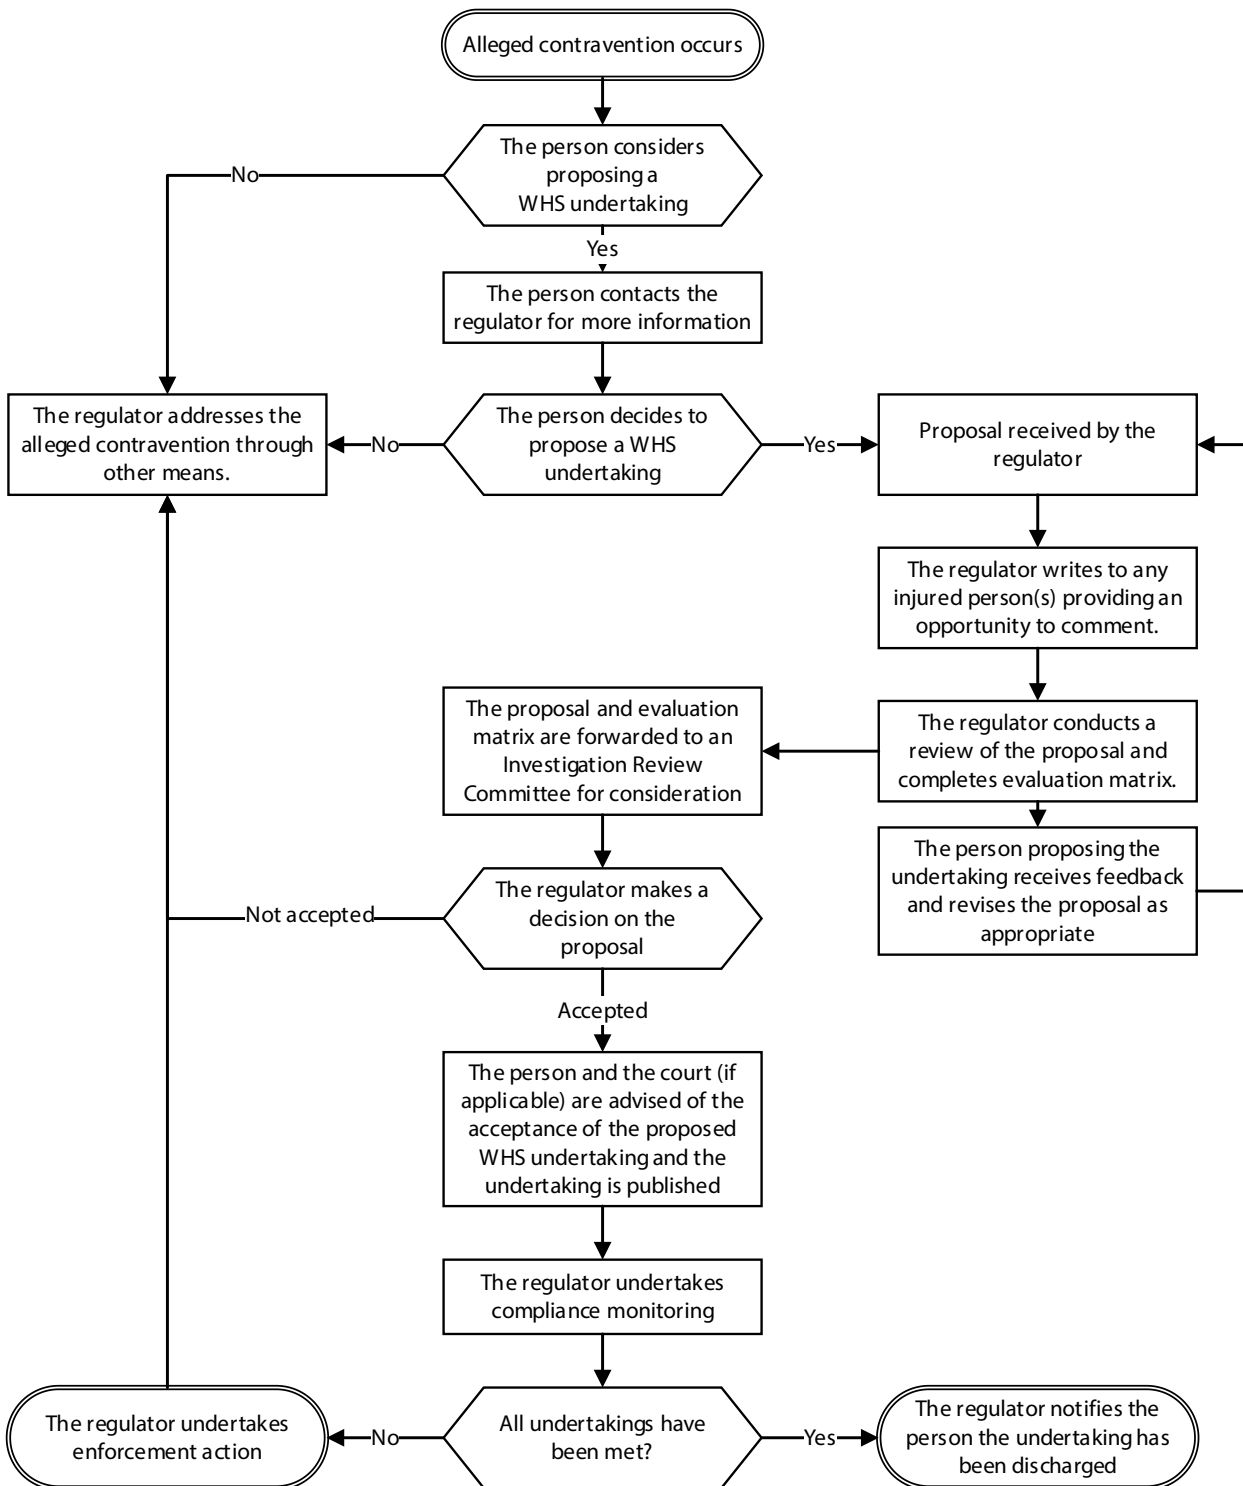 Alleged contravention occurs
The person considers
proposing a
WHS undertaking
No
Yes
The person contacts the
regulator for more information
The regulator addresses the
alleged contravention through
other means.
No
The person decides to
propose a WHS
undertaking
Yes
Proposal received by the
regulator
The regulator writes to any
injured person(s) providing an
opportunity to comment.
The proposal and evaluation
matrix are forwarded to an
Investigation Review
Committee for consideration
The regulator conducts a
review of the proposal and
completes evaluation matrix.
The person proposing the
undertaking receives feedback
and revises the proposal as
appropriate
Not accepted
The regulator makes a
decision on the
proposal
Accepted
The person and the court (if
applicable) are advised of the
acceptance of the proposed
WHS undertaking and the
undertaking is published
The regulator undertakes
compliance monitoring
The regulator undertakes
enforcement action
No
All undertakings have
been met?
Yes
The regulator notifies the
person the undertaking has
been discharged